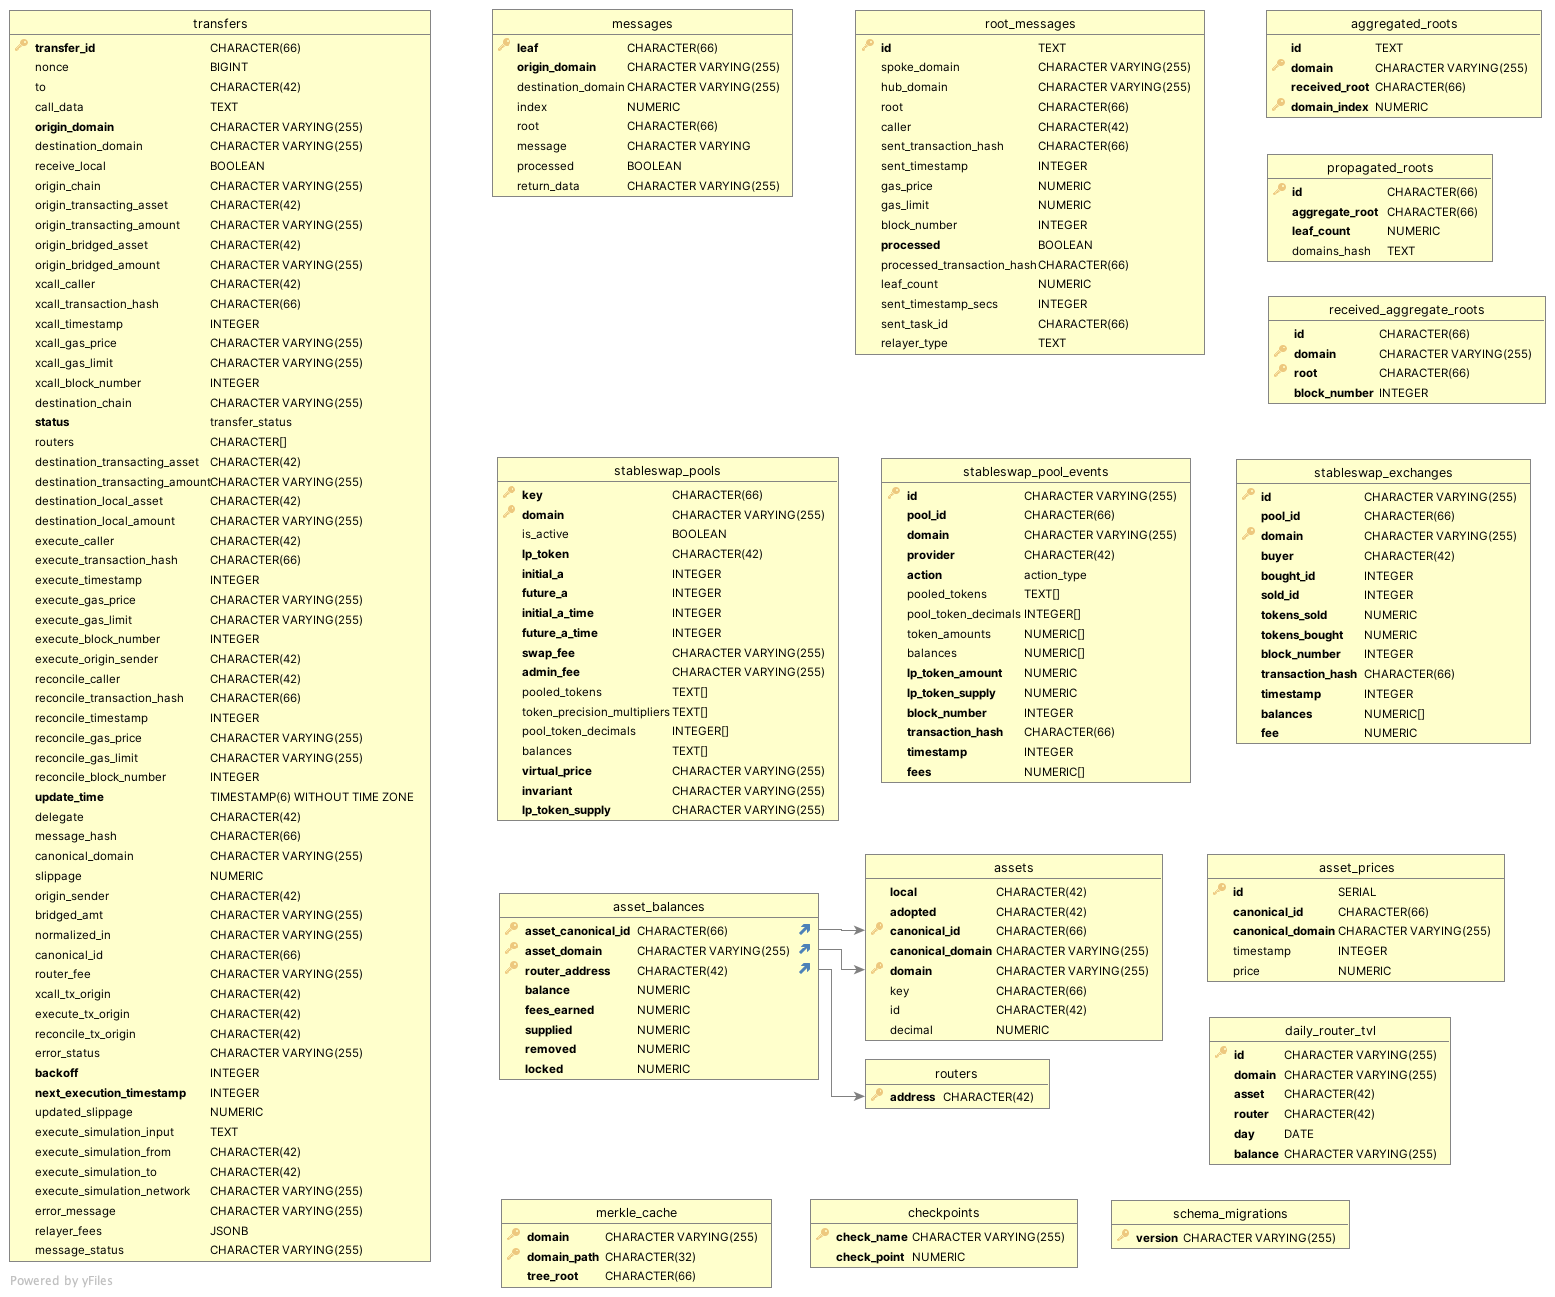 transfers
transfer_id CHARACTER(66)
nonce BIGINT
to CHARACTER(42)
call_data TEXT
origin_domain CHARACTER VARYING(255)
destination_domain CHARACTER VARYING(255)
receive_local BOOLEAN
origin_chain CHARACTER VARYING(255)
origin_transacting_asset CHARACTER(42)
origin_transacting_amount CHARACTER VARYING(255)
origin_bridged_asset CHARACTER(42)
origin_bridged_amount CHARACTER VARYING(255)
xcall_caller CHARACTER(42)
xcall_transaction_hash CHARACTER(66)
xcall_timestamp INTEGER
xcall_gas_price CHARACTER VARYING(255)
xcall_gas_limit CHARACTER VARYING(255)
xcall_block_number INTEGER
destination_chain CHARACTER VARYING(255)
status transfer_status
routers CHARACTER[]
destination_transacting_asset CHARACTER(42)
destination_transacting_amount CHARACTER VARYING(255)
destination_local_asset CHARACTER(42)
destination_local_amount CHARACTER VARYING(255)
execute_caller CHARACTER(42)
execute_transaction_hash CHARACTER(66)
execute_timestamp INTEGER
execute_gas_price CHARACTER VARYING(255)
execute_gas_limit CHARACTER VARYING(255)
execute_block_number INTEGER
execute_origin_sender CHARACTER(42)
reconcile_caller CHARACTER(42)
reconcile_transaction_hash CHARACTER(66)
reconcile_timestamp INTEGER
reconcile_gas_price CHARACTER VARYING(255)
reconcile_gas_limit CHARACTER VARYING(255)
reconcile_block_number INTEGER
update_time TIMESTAMP(6) WITHOUT TIME ZONE
delegate CHARACTER(42)
message_hash CHARACTER(66)
canonical_domain CHARACTER VARYING(255)
slippage NUMERIC
origin_sender CHARACTER(42)
bridged_amt CHARACTER VARYING(255)
normalized_in CHARACTER VARYING(255)
canonical_id CHARACTER(66)
router_fee CHARACTER VARYING(255)
xcall_tx_origin CHARACTER(42)
execute_tx_origin CHARACTER(42)
reconcile_tx_origin CHARACTER(42)
error_status CHARACTER VARYING(255)
backoff INTEGER
next_execution_timestamp INTEGER
updated_slippage NUMERIC
execute_simulation_input TEXT
execute_simulation_from CHARACTER(42)
execute_simulation_to CHARACTER(42)
execute_simulation_network CHARACTER VARYING(255)
error_message CHARACTER VARYING(255)
relayer_fees JSONB
message_status CHARACTER VARYING(255)
messages
leaf CHARACTER(66)
origin_domain CHARACTER VARYING(255)
destination_domain CHARACTER VARYING(255)
index NUMERIC
root CHARACTER(66)
message CHARACTER VARYING
processed BOOLEAN
return_data CHARACTER VARYING(255)
root_messages
id TEXT
spoke_domain CHARACTER VARYING(255)
hub_domain CHARACTER VARYING(255)
root CHARACTER(66)
caller CHARACTER(42)
sent_transaction_hash CHARACTER(66)
sent_timestamp INTEGER
gas_price NUMERIC
gas_limit NUMERIC
block_number INTEGER
processed BOOLEAN
processed_transaction_hash CHARACTER(66)
leaf_count NUMERIC
sent_timestamp_secs INTEGER
sent_task_id CHARACTER(66)
relayer_type TEXT
aggregated_roots
id TEXT
domain CHARACTER VARYING(255)
received_root CHARACTER(66)
domain_index NUMERIC
propagated_roots
id CHARACTER(66)
aggregate_root CHARACTER(66)
leaf_count NUMERIC
domains_hash TEXT
received_aggregate_roots
id CHARACTER(66)
domain CHARACTER VARYING(255)
root CHARACTER(66)
block_number INTEGER
stableswap_pools
key CHARACTER(66)
domain CHARACTER VARYING(255)
is_active BOOLEAN
lp_token CHARACTER(42)
initial_a INTEGER
future_a INTEGER
initial_a_time INTEGER
future_a_time INTEGER
swap_fee CHARACTER VARYING(255)
admin_fee CHARACTER VARYING(255)
pooled_tokens TEXT[]
token_precision_multipliers TEXT[]
pool_token_decimals INTEGER[]
balances TEXT[]
virtual_price CHARACTER VARYING(255)
invariant CHARACTER VARYING(255)
lp_token_supply CHARACTER VARYING(255)
stableswap_pool_events
id CHARACTER VARYING(255)
pool_id CHARACTER(66)
domain CHARACTER VARYING(255)
provider CHARACTER(42)
action action_type
pooled_tokens TEXT[]
pool_token_decimals INTEGER[]
token_amounts NUMERIC[]
balances NUMERIC[]
lp_token_amount NUMERIC
lp_token_supply NUMERIC
block_number INTEGER
transaction_hash CHARACTER(66)
timestamp INTEGER
fees NUMERIC[]
stableswap_exchanges
id CHARACTER VARYING(255)
pool_id CHARACTER(66)
domain CHARACTER VARYING(255)
buyer CHARACTER(42)
bought_id INTEGER
sold_id INTEGER
tokens_sold NUMERIC
tokens_bought NUMERIC
block_number INTEGER
transaction_hash CHARACTER(66)
timestamp INTEGER
balances NUMERIC[]
fee NUMERIC
asset_balances
asset_canonical_id CHARACTER(66)
asset_domain CHARACTER VARYING(255)
router_address CHARACTER(42)
balance NUMERIC
fees_earned NUMERIC
supplied NUMERIC
removed NUMERIC
locked NUMERIC
assets
local CHARACTER(42)
adopted CHARACTER(42)
canonical_id CHARACTER(66)
canonical_domain CHARACTER VARYING(255)
domain CHARACTER VARYING(255)
key CHARACTER(66)
id CHARACTER(42)
decimal NUMERIC
routers
address CHARACTER(42)
asset_prices
id SERIAL
canonical_id CHARACTER(66)
canonical_domain CHARACTER VARYING(255)
timestamp INTEGER
price NUMERIC
daily_router_tvl
id CHARACTER VARYING(255)
domain CHARACTER VARYING(255)
asset CHARACTER(42)
router CHARACTER(42)
day DATE
balance CHARACTER VARYING(255)
merkle_cache
domain CHARACTER VARYING(255)
domain_path CHARACTER(32)
tree_root CHARACTER(66)
checkpoints
check_name CHARACTER VARYING(255)
check_point NUMERIC
schema_migrations
version CHARACTER VARYING(255)
Powered by yFiles